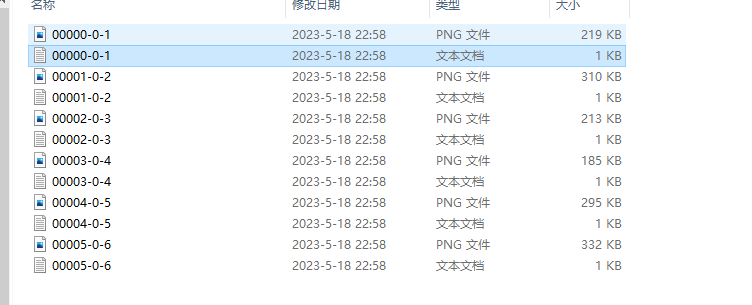 名称 修改日期 类型 大小
00000-0-1 2023-5-18 22:58 PNG 文件 219 KB
00000-0-1 2023-5-18 22:58 文本文档 1 KB
00001-0-2 2023-5-18 22:58 PNG 文件 310 KB
00001-0-2 2023-5-18 22:58 文本文档 1 KB
00002-0-3 2023-5-18 22:58 PNG 文件 213 KB
00002-0-3 2023-5-18 22:58 文本文档 1 KB
00003-0-4 2023-5-18 22:58 PNG 文件 185 KB
00003-0-4 2023-5-18 22:58 文本文档 1 KB
00004-0-5 2023-5-18 22:58 PNG 文件 295 KB
00004-0-5 2023-5-18 22:58 文本文档 1 KB
00005-0-6 2023-5-18 22:58 PNG 文件 332 KB
00005-0-6 2023-5-18 22:58 文本文档 1 KB